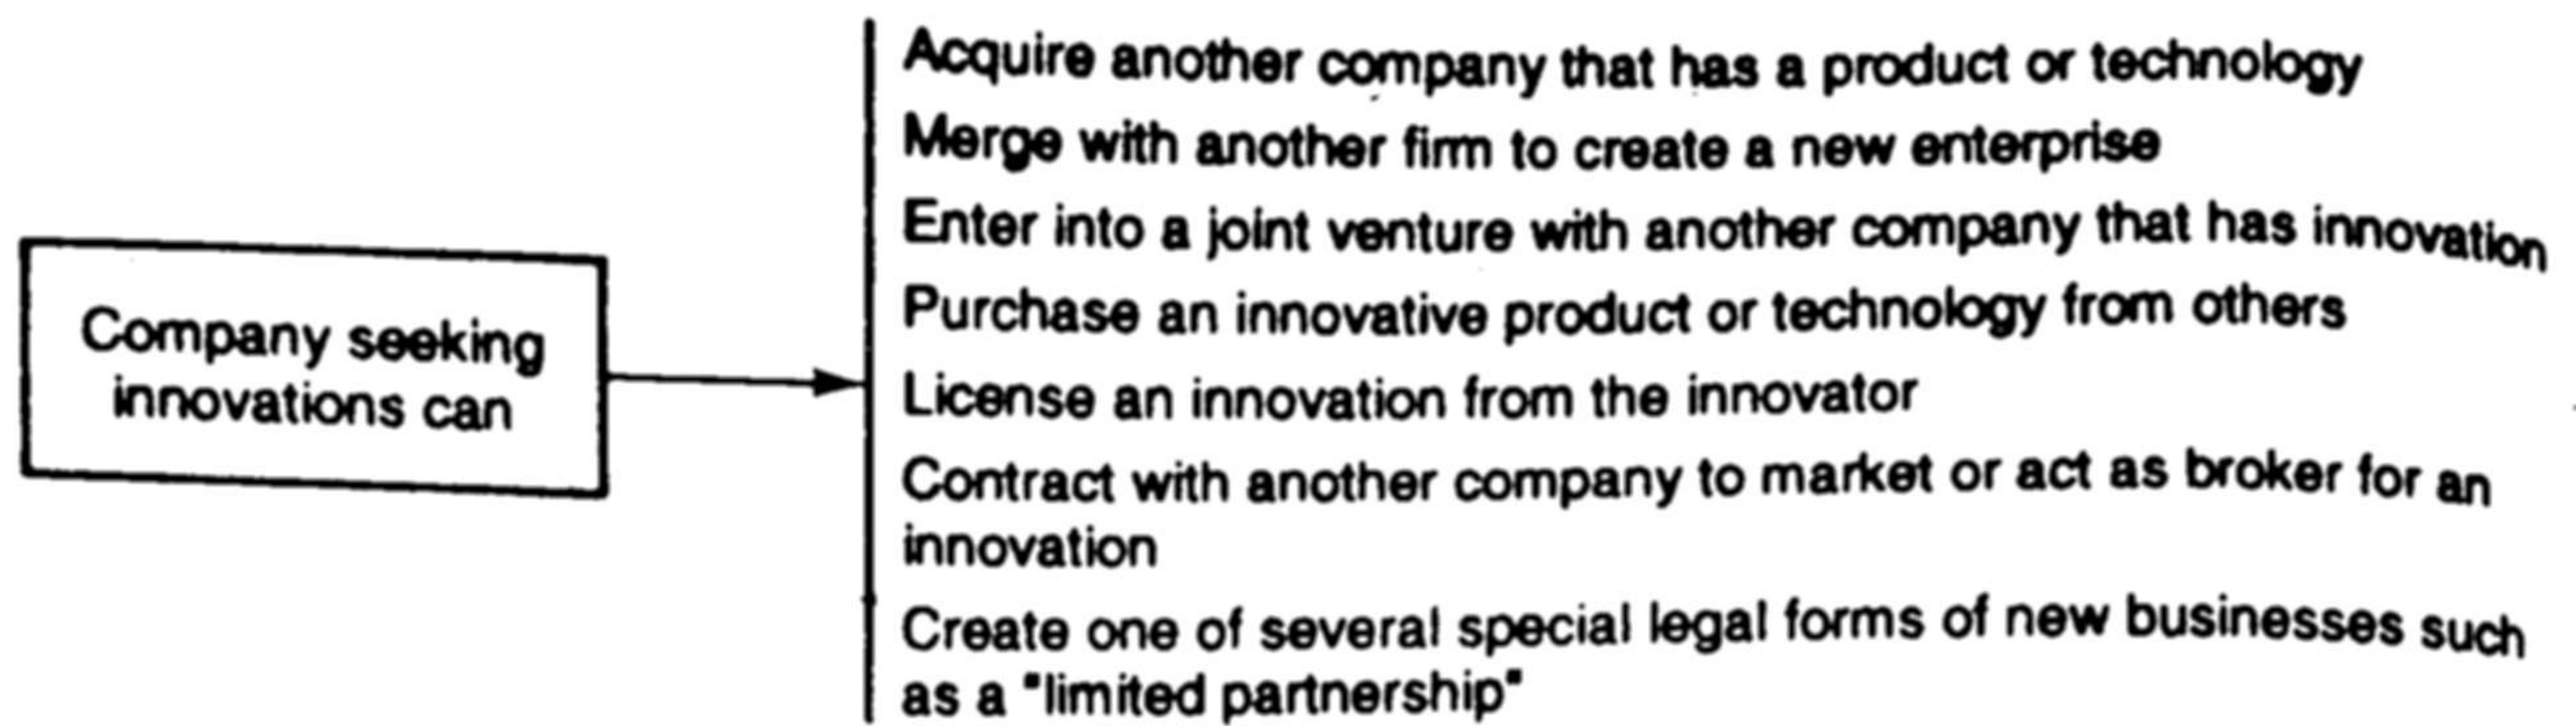 Company seeking
innovations can
Acquire another company that has a product or technology
Merge with another firm to create a new enterprise
Enter into a joint venture with another company that has innovation
Purchase an innovative product or technology from others
License an innovation from the innovator
Contract with another company to market or act as broker for an
innovation
Create one of several special legal forms of new businesses such
as a "limited partnership"